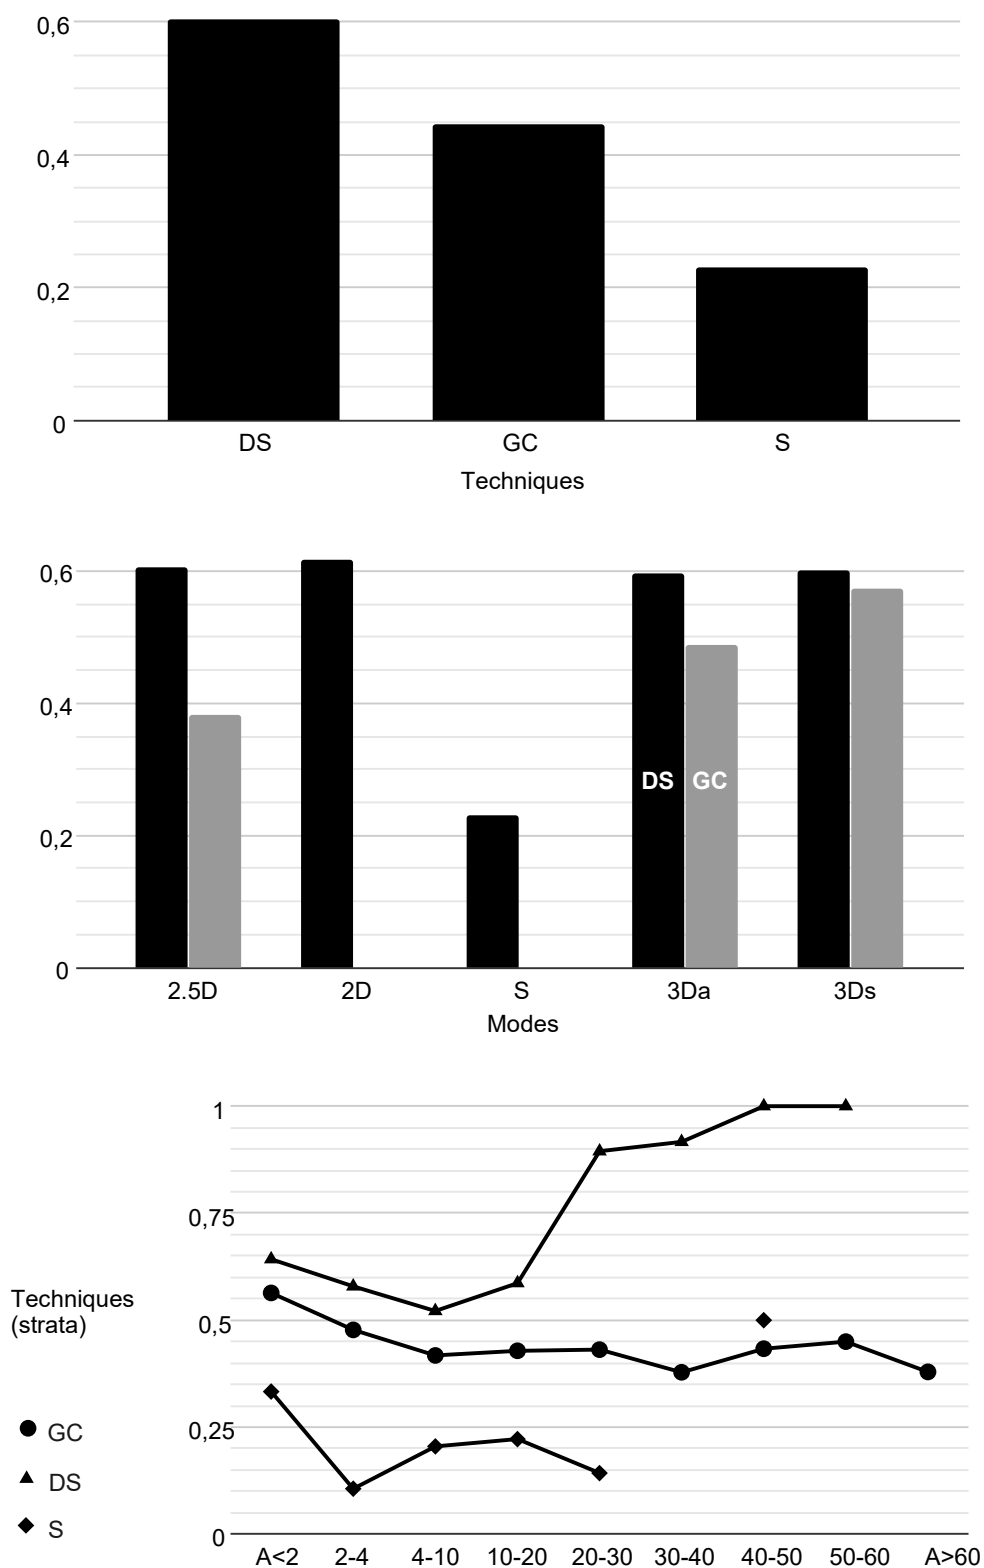 0,6
0,4
0,2
0
DS GC S
Techniques
0,6
0,4
0,2
0
DS GC
2.5D 2D S 3Da 3Ds
Modes
1
0,75
0,5
0,25
0
Techniques
(strata)
GC
DS
S
A<2 2-4 4-10 10-20 20-30 30-40 40-50 50-60 A>60